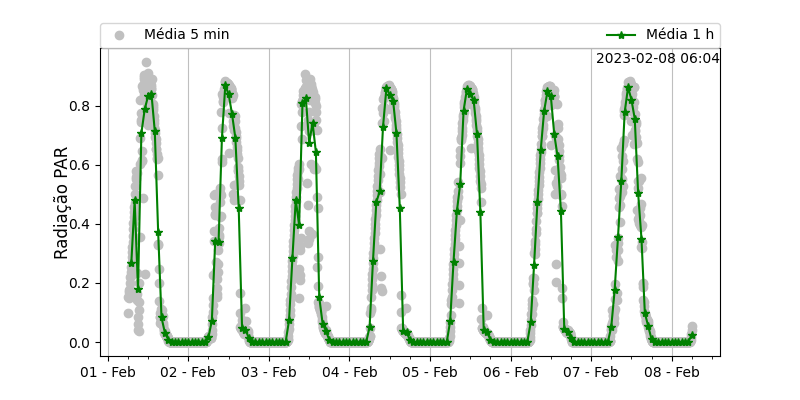 Média 5 min
Média 1 h
2023-02-08 06:04
Radiação PAR
0.8
0.6
0.4
0.2
0.0
01 - Feb
02 - Feb
03 - Feb
04 - Feb
05 - Feb
06 - Feb
07 - Feb
08 - Feb